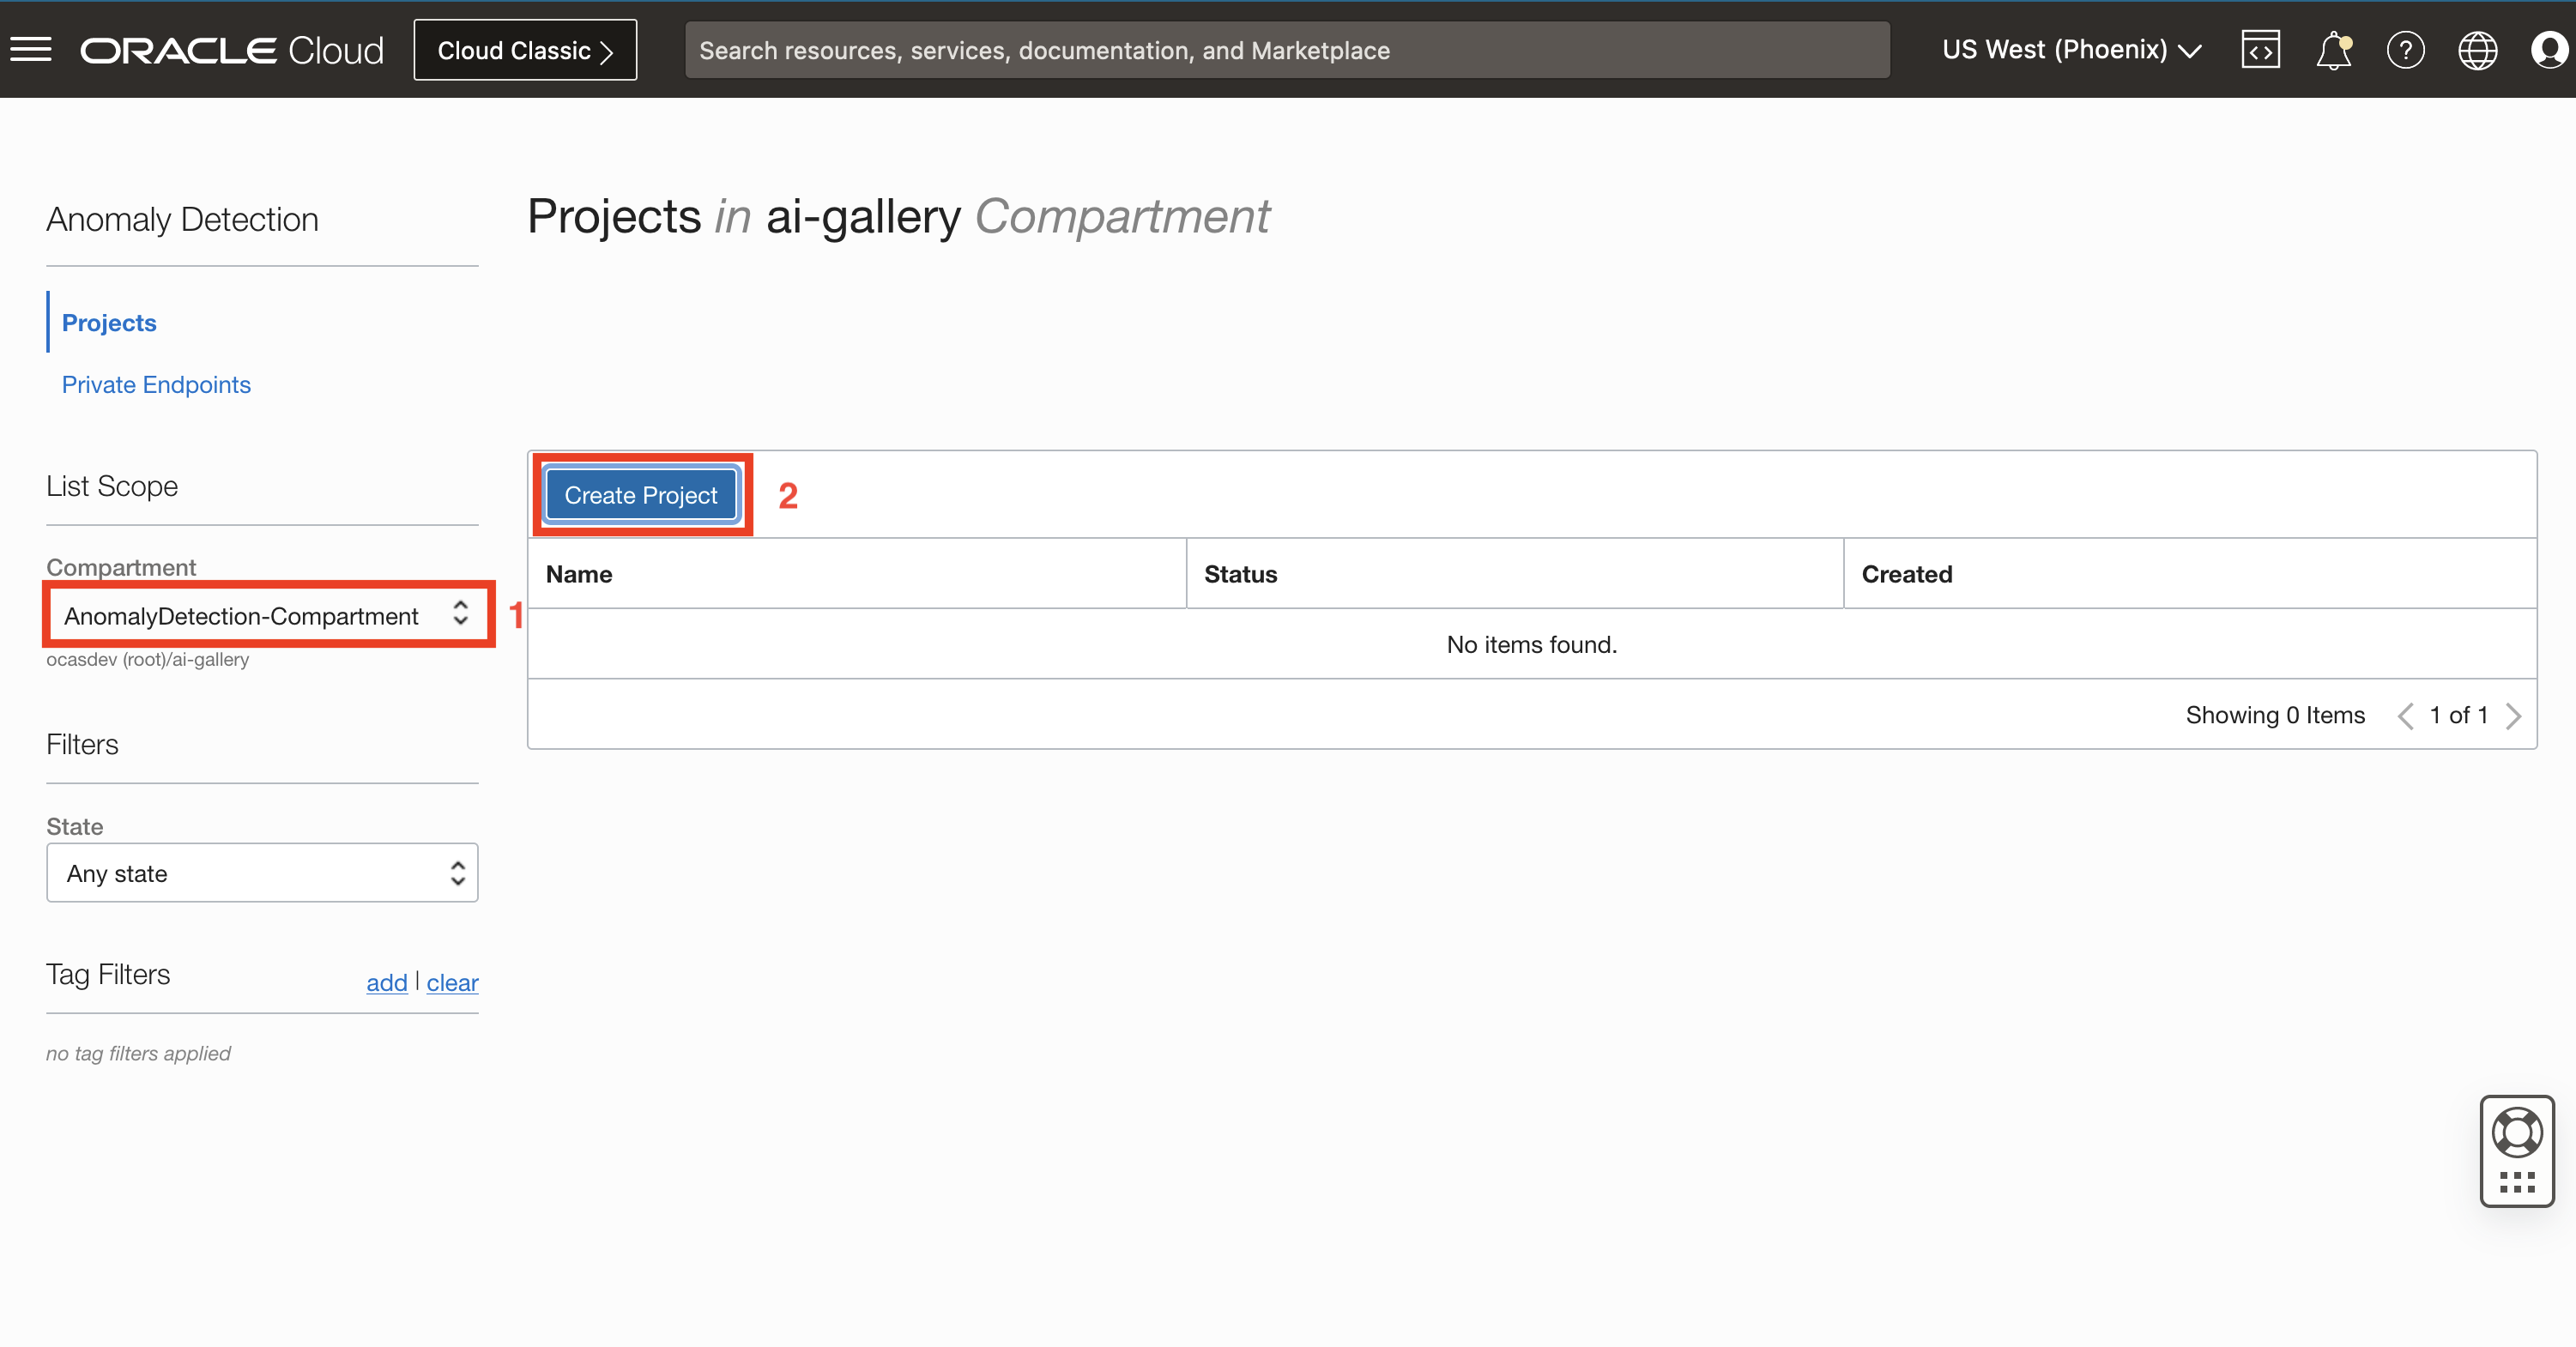 ORACLE Cloud
Cloud Classic
Search resources, services, documentation, and Marketplace
US West (Phoenix)
Anomaly Detection
Projects
Private Endpoints
List Scope
Compartment
AnomalyDetection-Compartment
1
ocasdev (root)/ai-gallery
Filters
State
Any state
Tag Filters
add | clear
no tag filters applied
Projects in ai-gallery Compartment
Create Project
2
Name Status Created
No items found.
Showing 0 Items < 1 of 1 >